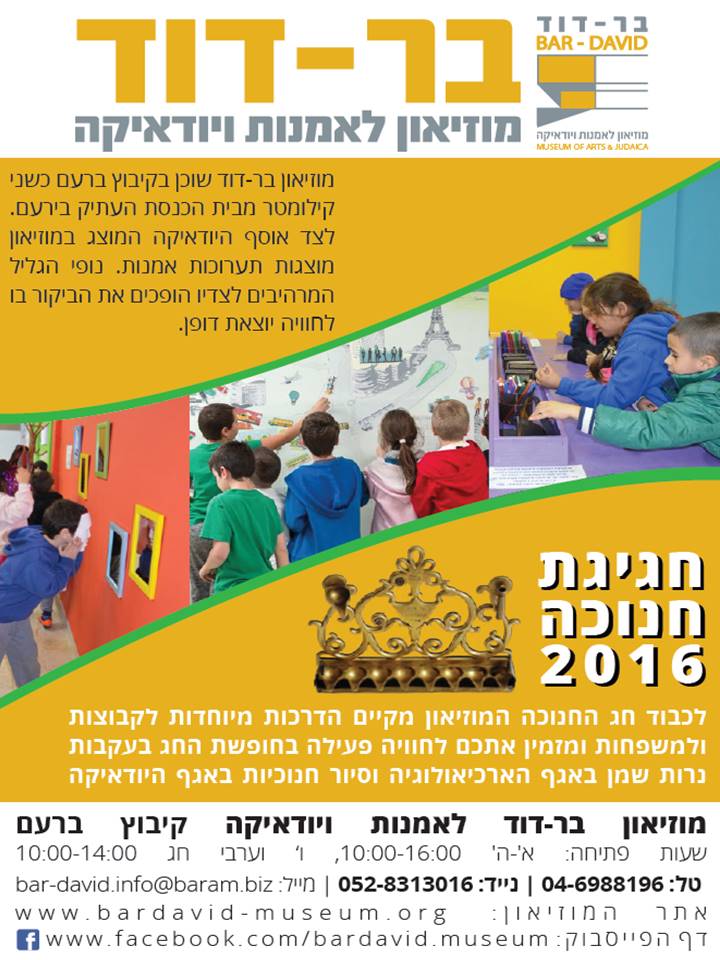 בר-דוד
מוזיאון לאמנות ויודאיקה
בר-דוד
BAR - DAVID
מוזיאון לאמנות ויודאיקה
MUSEUM OF ARTS & JUDAICA
מוזיאון בר-דוד שוכן בקיבוץ ברעם כשני
קילומטר מבית הכנסת העתיק בירעם.
לצד אוסף היודאיקה המוצג במוזיאון
מוצגות תערוכות אמנות. נופי הגליל
המרהיבים לצדיו הופכים את הביקור בו
לחוויה יוצאת דופן.
חגיגת
חנוכה
2016
לכבוד חג החנוכה המוזיאון מקיים הדרכות מיוחדות לקבוצות
ולמשפחות ומזמין אתכם לחוויה פעילה בחופשת החג בעקבות
נרות שמן באגף הארכיאולוגיה וסיור חנוכיות באגף היודאיקה
מוזיאון בר-דוד לאמנות ויודאיקה קיבוץ ברעם
שעות פתיחה: א'-ה' 10:00-16:00, ו' וערבי חג 10:00-14:00
טל: 04-6988196 | נייד: 052-8313016 | מייל: bar-david.info@baram.biz
אתר המוזיאון: www.bardavid-museum.org
דף הפייסבוק: www.facebook.com/bardavid.museum